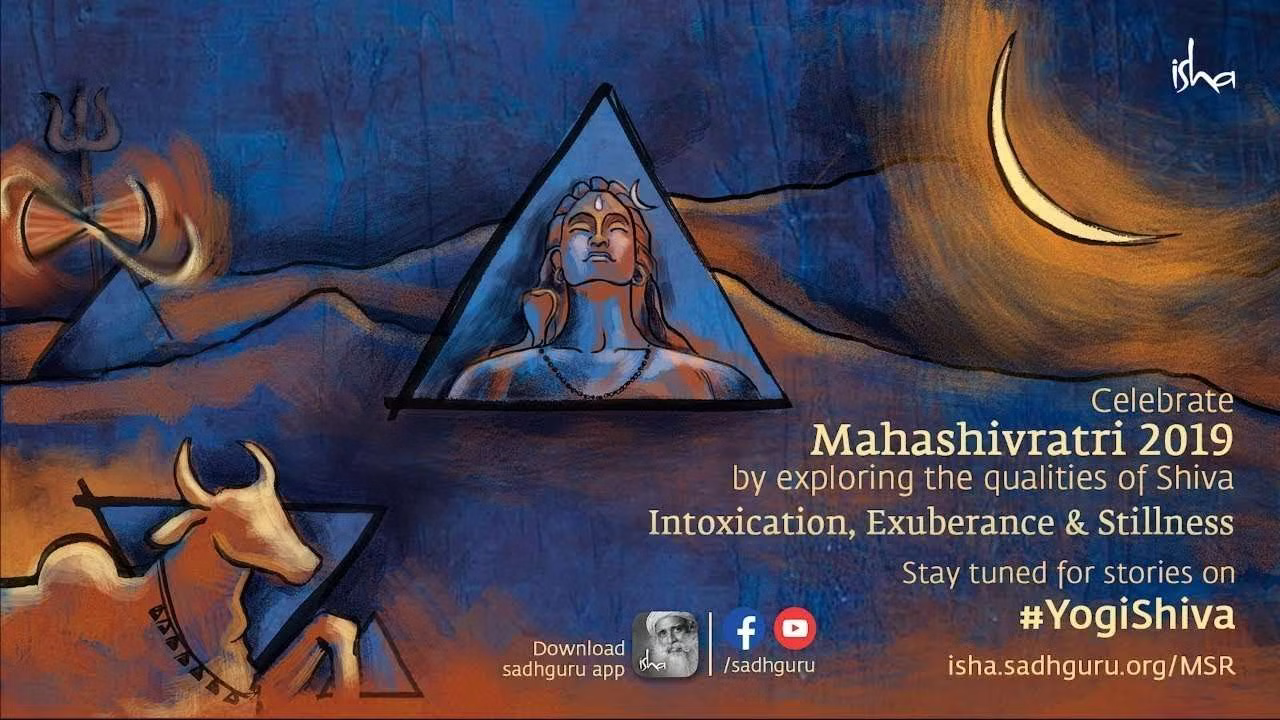 isha
Celebrate
Mahashivratri 2019
by exploring the qualities of Shiva
Intoxication, Exuberance & Stillness
Stay tuned for stories on
#YogiShiva
isha.sadhguru.org/MSR
Download
sadhguru app
isha
/sadhguru